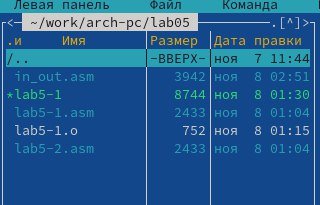 Левая панель Файл Команда
<─ ~/work/arch-pc/lab05 ─.[^]>
.и Имя Размер Дата правки
/.. -ВВЕРХ- ноя 7 11:44
in_out.asm 3942 ноя 8 02:51
*lab5-1 8744 ноя 8 01:30
lab5-1.asm 2433 ноя 8 01:04
lab5-1.o 752 ноя 8 01:15
lab5-2.asm 2433 ноя 8 01:04